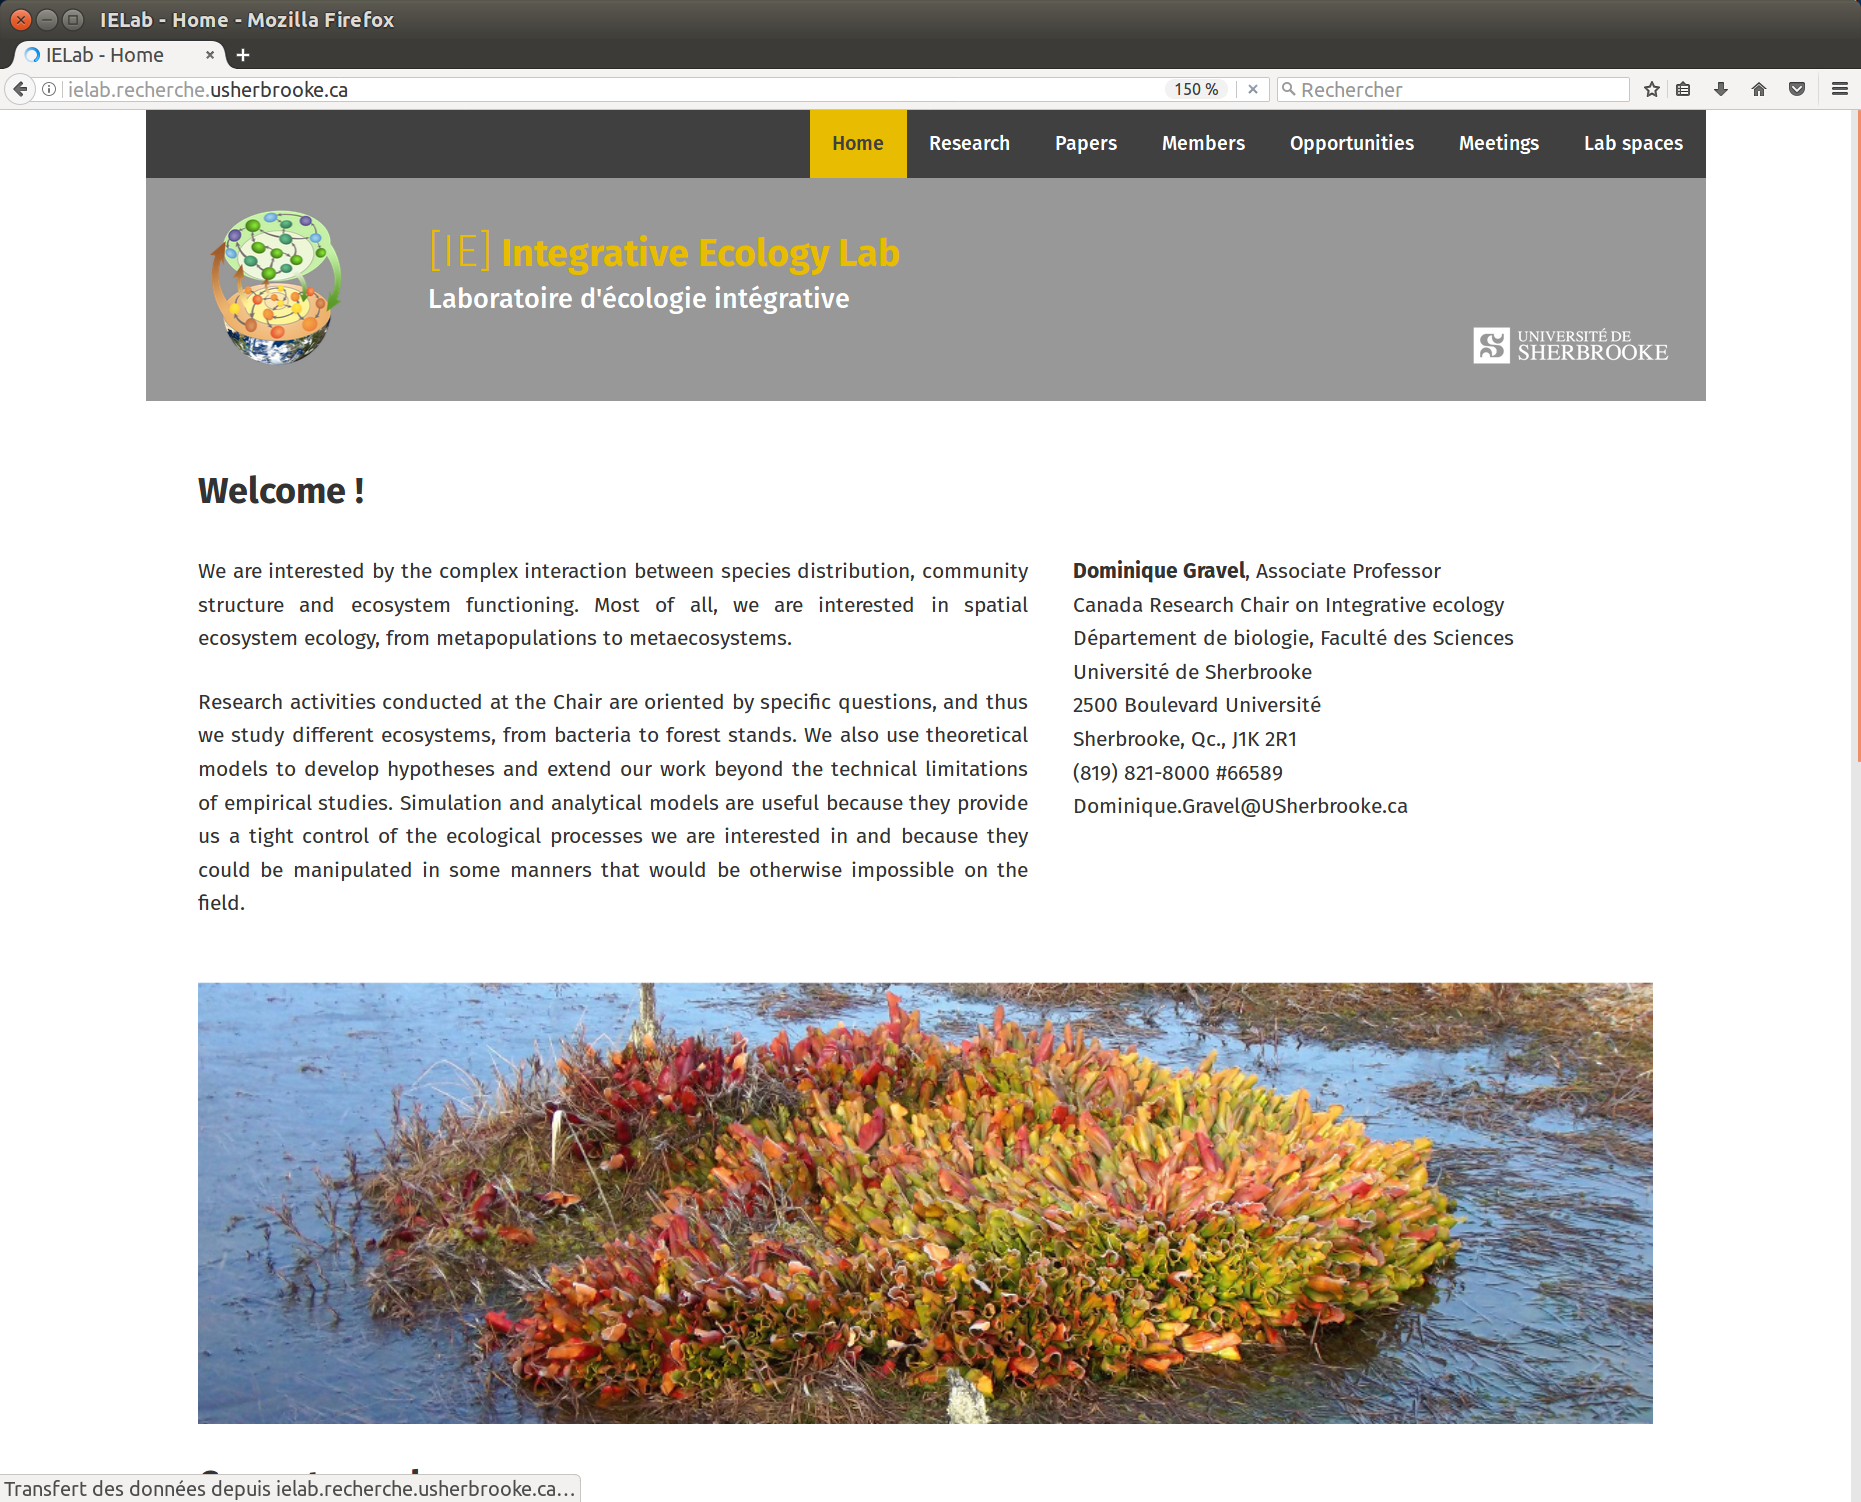 IELab - Home - Mozilla Firefox
IELab - Home
ielab.recherche.usherbrooke.ca
150 %
Rechercher
Home Research Papers Members Opportunities Meetings Lab spaces
[IE] Integrative Ecology Lab
Laboratoire d'écologie intégrative
UNIVERSITÉ DE
SHERBROOKE
Welcome !
We are interested by the complex interaction between species distribution, community
structure and ecosystem functioning. Most of all, we are interested in spatial
ecosystem ecology, from metapopulations to metaecosystems.
Research activities conducted at the Chair are oriented by specific questions, and thus
we study different ecosystems, from bacteria to forest stands. We also use theoretical
models to develop hypotheses and extend our work beyond the technical limitations
of empirical studies. Simulation and analytical models are useful because they provide
us a tight control of the ecological processes we are interested in and because they
could be manipulated in some manners that would be otherwise impossible on the
field.
Dominique Gravel, Associate Professor
Canada Research Chair on Integrative ecology
Département de biologie, Faculté des Sciences
Université de Sherbrooke
2500 Boulevard Université
Sherbrooke, Qc., J1K 2R1
(819) 821-8000 #66589
Dominique.Gravel@USherbrooke.ca
Transfert des données depuis ielab.recherche.usherbrooke.ca…